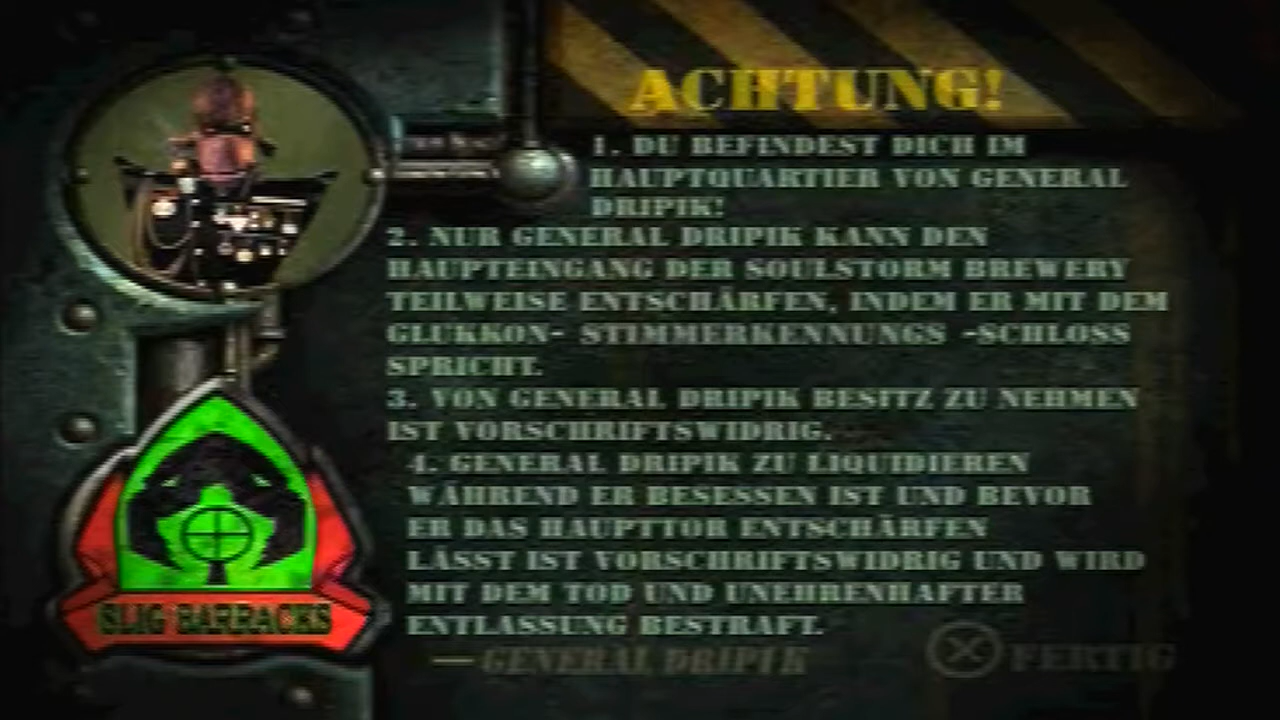 ACHTUNG!
1. DU BEFINDEST DICH IM
HAUPTQUARTIER VON GENERAL
DRIPIK!
2. NUR GENERAL DRIPIK KANN DEN
HAUPTEINGANG DER SOULSTORM BREWERY
TEILWEISE ENTSCHÄRFEN, INDEM ER MIT DEM
GLUKKON- STIMMERKENNUNGS -SCHLOSS
SPRICHT.
3. VON GENERAL DRIPIK BESITZ ZU NEHMEN
IST VORSCHRIFTSWIDRIG.
4. GENERAL DRIPIK ZU LIQUIDIEREN
WÄHREND ER BESESSEN IST UND BEVOR
ER DAS HAUPTTOR ENTSCHÄRFEN
LÄSST IST VORSCHRIFTSWIDRIG UND WIRD
MIT DEM TOD UND UNEHRENHAFTER
ENTLASSUNG BESTRAFT.
— GENERAL DRIPIK
FERTIG
SLIG BARRACKS